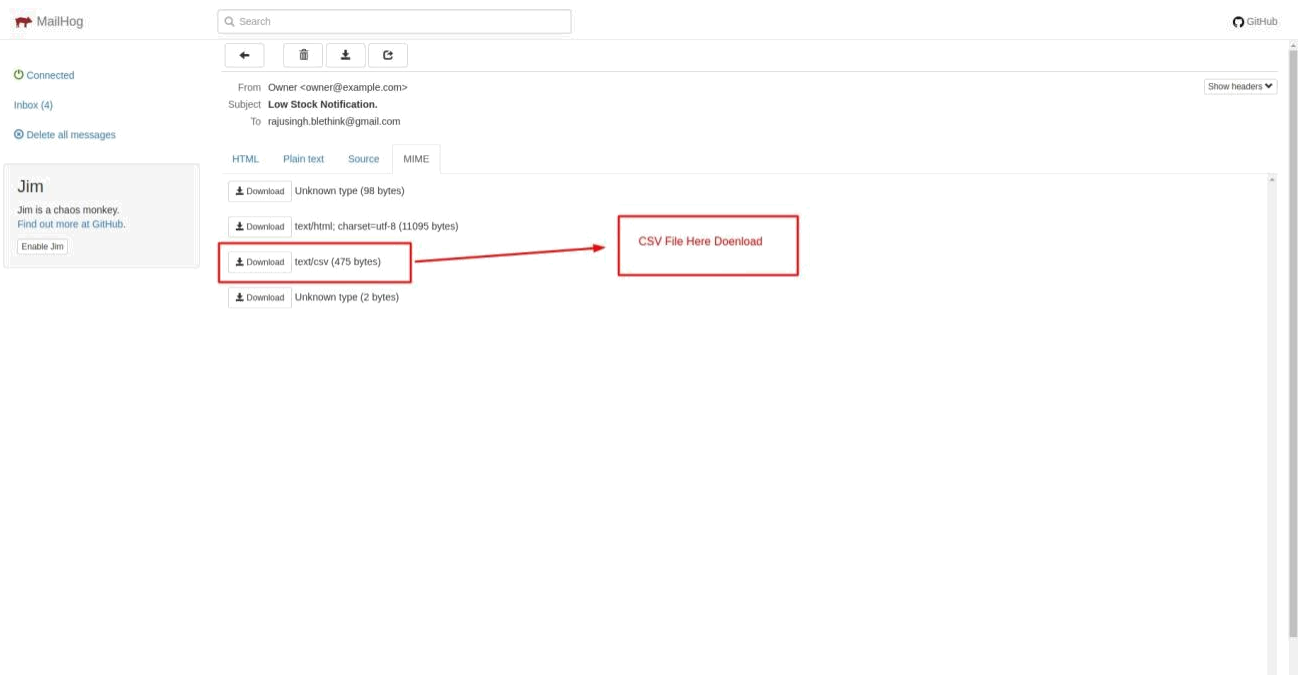 MailHog
Search
GitHub
Connected
Inbox (4)
Delete all messages
Jim
Jim is a chaos monkey.
Find out more at GitHub.
Enable Jim
From Owner <owner@example.com>
Show headers
Subject Low Stock Notification.
To rajusingh.blethink@gmail.com
HTML Plain text Source MIME
Download Unknown type (98 bytes)
Download text/html; charset=utf-8 (11095 bytes)
Download text/csv (475 bytes)
CSV File Here Doenload
Download Unknown type (2 bytes)